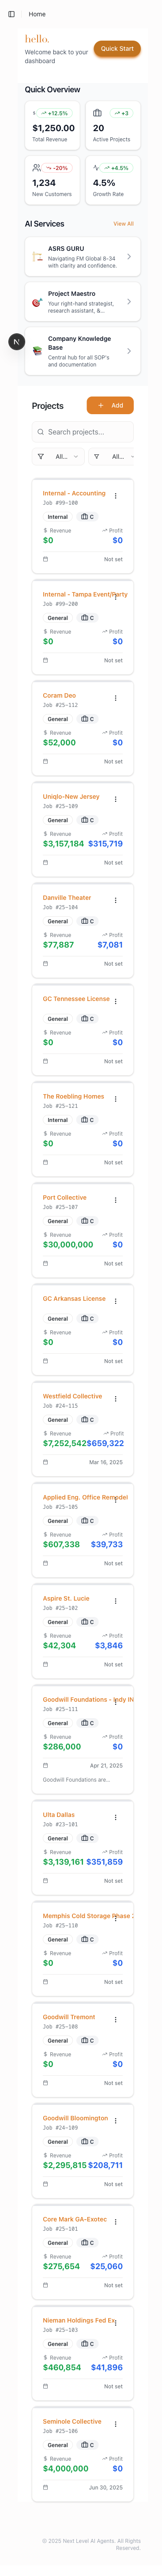 Home
hello.
Welcome back to your
dashboard
Quick Start
Quick Overview
+12.5%
$1,250.00
Total Revenue
+3
20
Active Projects
-20%
1,234
New Customers
+4.5%
4.5%
Growth Rate
AI Services
View All
ASRS GURU
Navigating FM Global 8-34
with clarity and confidence.
Project Maestro
Your right-hand strategist,
research assistant, &...
N
Company Knowledge
Base
Central hub for all SOP's
and documentation
Projects
+ Add
Search projects...
All...
All...
Internal - Accounting
Job #99-100
Internal
C
$ Revenue
Profit
$0
$0
Not set
Internal - Tampa Event/Party
Job #99-200
General
C
$ Revenue
Profit
$0
$0
Not set
Coram Deo
Job #25-112
General
C
$ Revenue
Profit
$52,000
$0
Not set
Uniqlo-New Jersey
Job #25-109
General
C
$ Revenue
Profit
$3,157,184
$315,719
Not set
Danville Theater
Job #25-104
General
C
$ Revenue
Profit
$77,887
$7,081
Not set
GC Tennessee License
General
C
$ Revenue
Profit
$0
$0
Not set
The Roebling Homes
Job #25-121
Internal
C
$ Revenue
Profit
$0
$0
Not set
Port Collective
Job #25-107
General
C
$ Revenue
Profit
$30,000,000
$0
Not set
GC Arkansas License
General
C
$ Revenue
Profit
$0
$0
Not set
Westfield Collective
Job #24-115
General
C
$ Revenue
Profit
$7,252,542
$659,322
Mar 16, 2025
Applied Eng. Office Remodel
Job #25-105
General
C
$ Revenue
Profit
$607,338
$39,733
Not set
Aspire St. Lucie
Job #25-102
General
C
$ Revenue
Profit
$42,304
$3,846
Not set
Goodwill Foundations - Indy IN
Job #25-111
General
C
$ Revenue
Profit
$286,000
$0
Apr 21, 2025
Goodwill Foundations are...
Ulta Dallas
Job #23-101
General
C
$ Revenue
Profit
$3,139,161
$351,859
Not set
Memphis Cold Storage Phase 2
Job #25-110
General
C
$ Revenue
Profit
$0
$0
Not set
Goodwill Tremont
Job #25-108
General
C
$ Revenue
Profit
$0
$0
Not set
Goodwill Bloomington
Job #24-109
General
C
$ Revenue
Profit
$2,295,815
$208,711
Not set
Core Mark GA-Exotec
Job #25-101
General
C
$ Revenue
Profit
$275,654
$25,060
Not set
Nieman Holdings Fed Ex
Job #25-103
General
C
$ Revenue
Profit
$460,854
$41,896
Not set
Seminole Collective
Job #25-106
General
C
$ Revenue
Profit
$4,000,000
$0
Jun 30, 2025
© 2025 Next Level AI Agents. All Rights
Reserved.